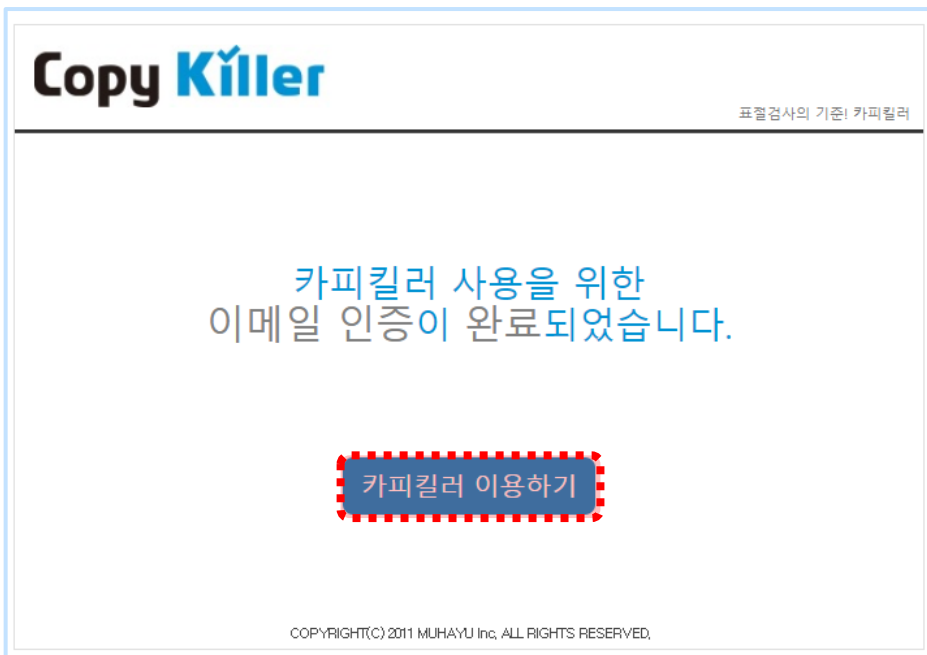 Copy Killer
표절검사의 기준! 카피킬러
카피킬러 사용을 위한
이메일 인증이 완료되었습니다.
카피킬러 이용하기
COPYRIGHT(C) 2011 MUHAYU Inc, ALL RIGHTS RESERVED,